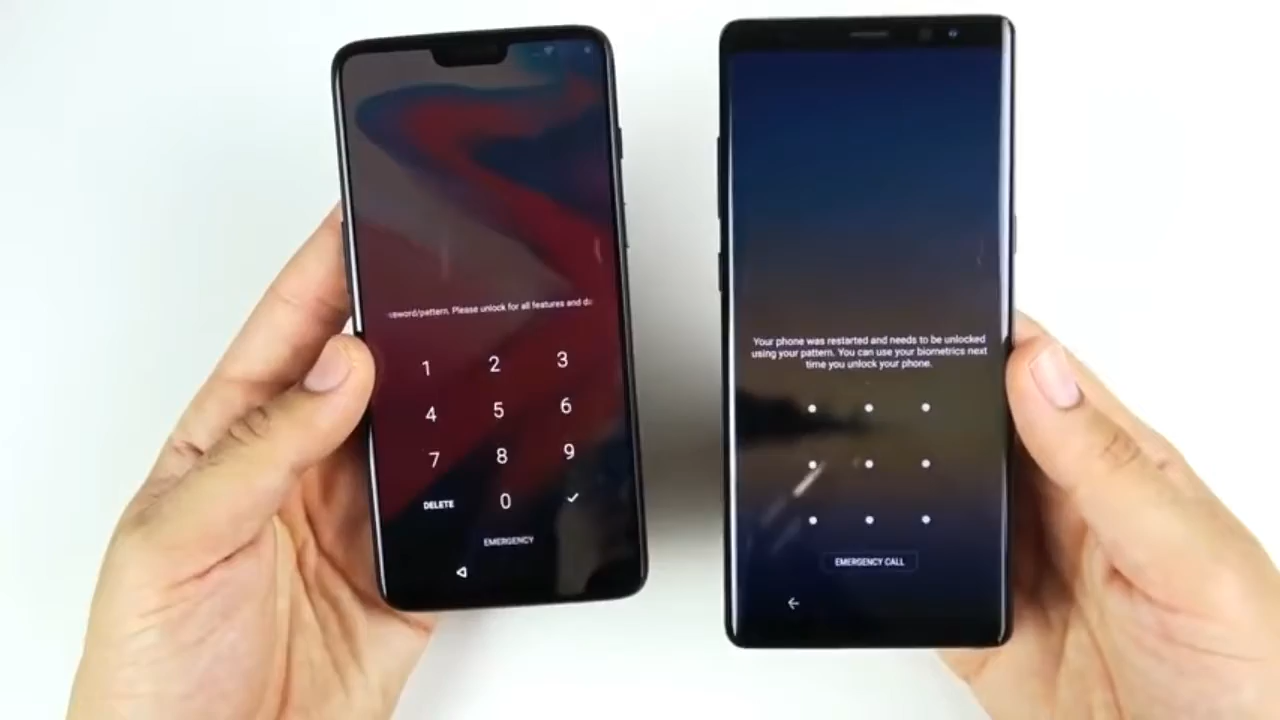 password/pattern. Please unlock for all features and da
1 2 3
4 5 6
7 8 9
DELETE 0
EMERGENCY
Your phone was restarted and needs to be unlocked
using your pattern. You can use your biometrics next
time you unlock your phone.
EMERGENCY CALL